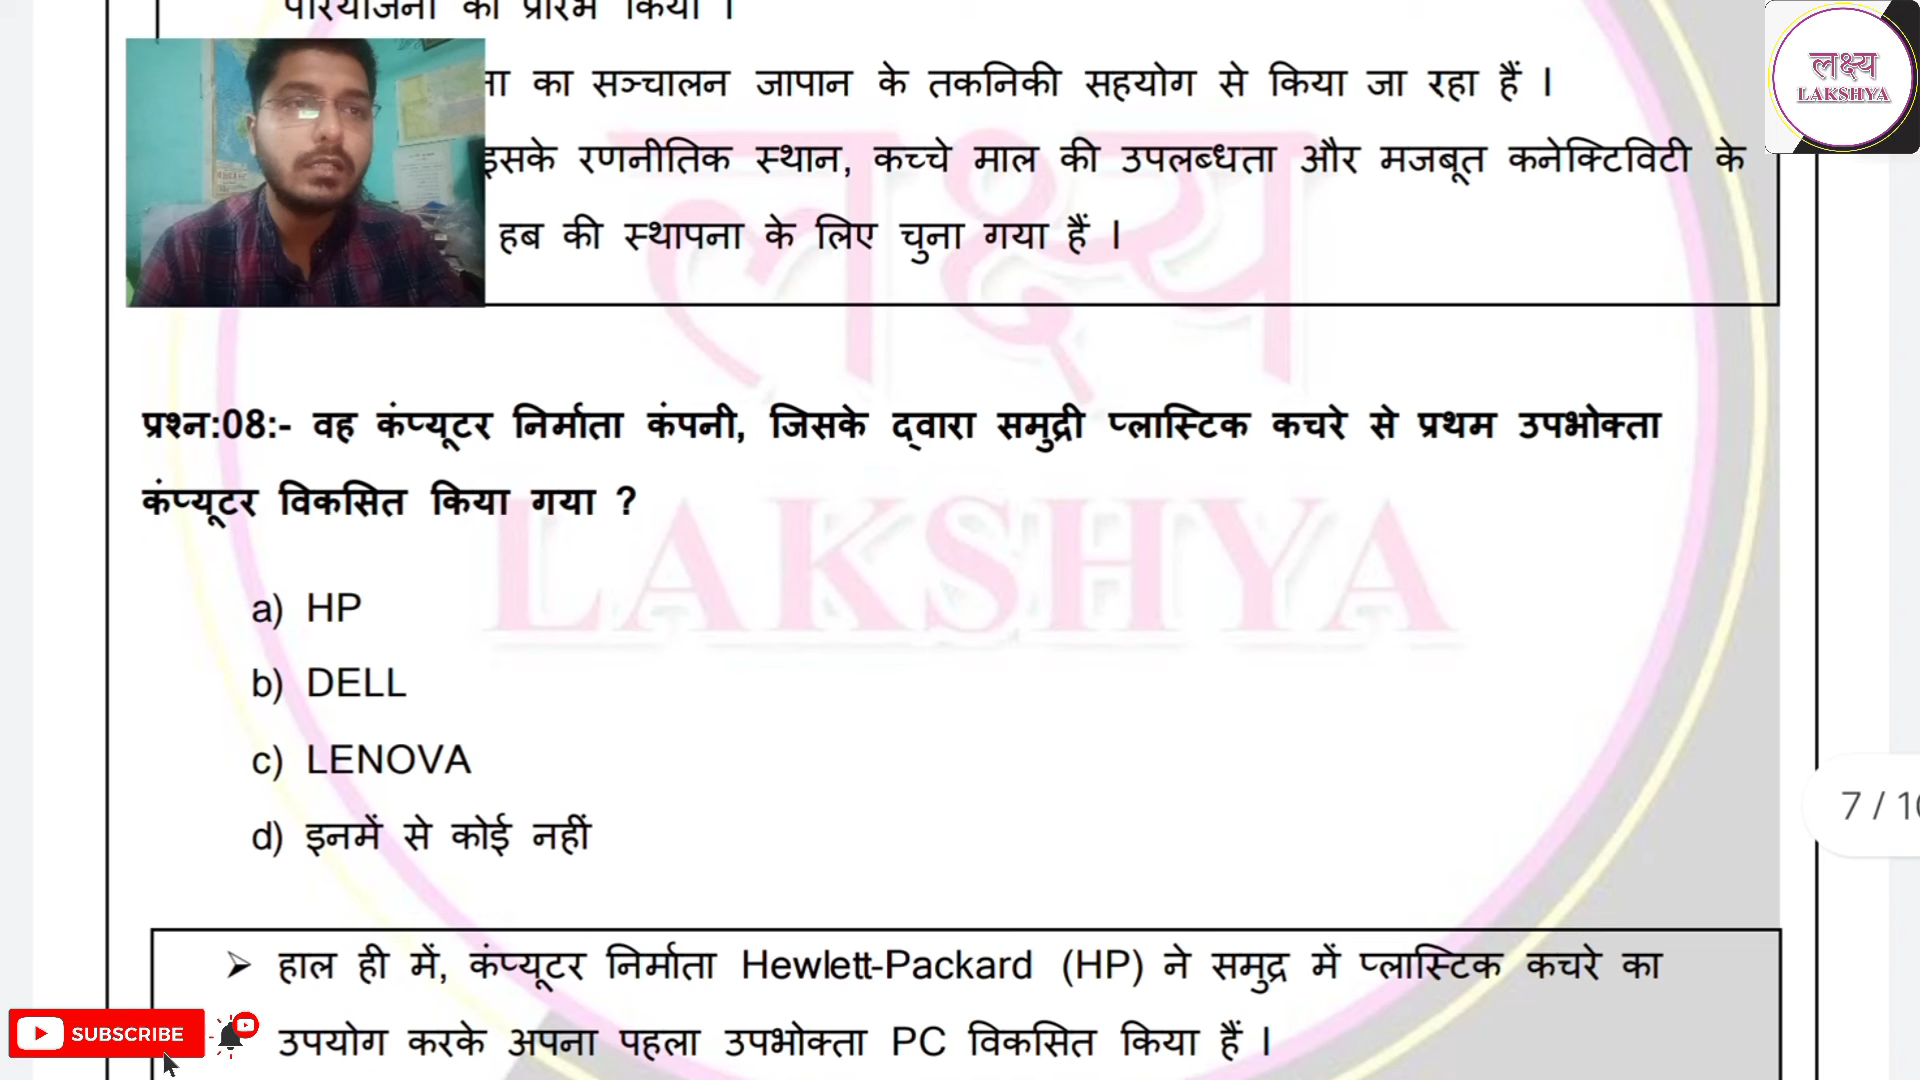 परियोजना का प्रारंभ किया ।
का सञ्चालन जापान के तकनिकी सहयोग से किया जा रहा हैं ।
इसके रणनीतिक स्थान, कच्चे माल की उपलब्धता और मजबूत कनेक्टिविटी के
हब की स्थापना के लिए चुना गया हैं ।
लक्ष्य
LAKSHYA
लक्ष्य
LAKSHYA
प्रश्न:08:- वह कंप्यूटर निर्माता कंपनी, जिसके द्वारा समुद्री प्लास्टिक कचरे से प्रथम उपभोक्ता
कंप्यूटर विकसित किया गया ?
a) HP
b) DELL
c) LENOVA
d) इनमें से कोई नहीं
7 / 10
➢ हाल ही में, कंप्यूटर निर्माता Hewlett-Packard (HP) ने समुद्र में प्लास्टिक कचरे का
उपयोग करके अपना पहला उपभोक्ता PC विकसित किया हैं ।
SUBSCRIBE